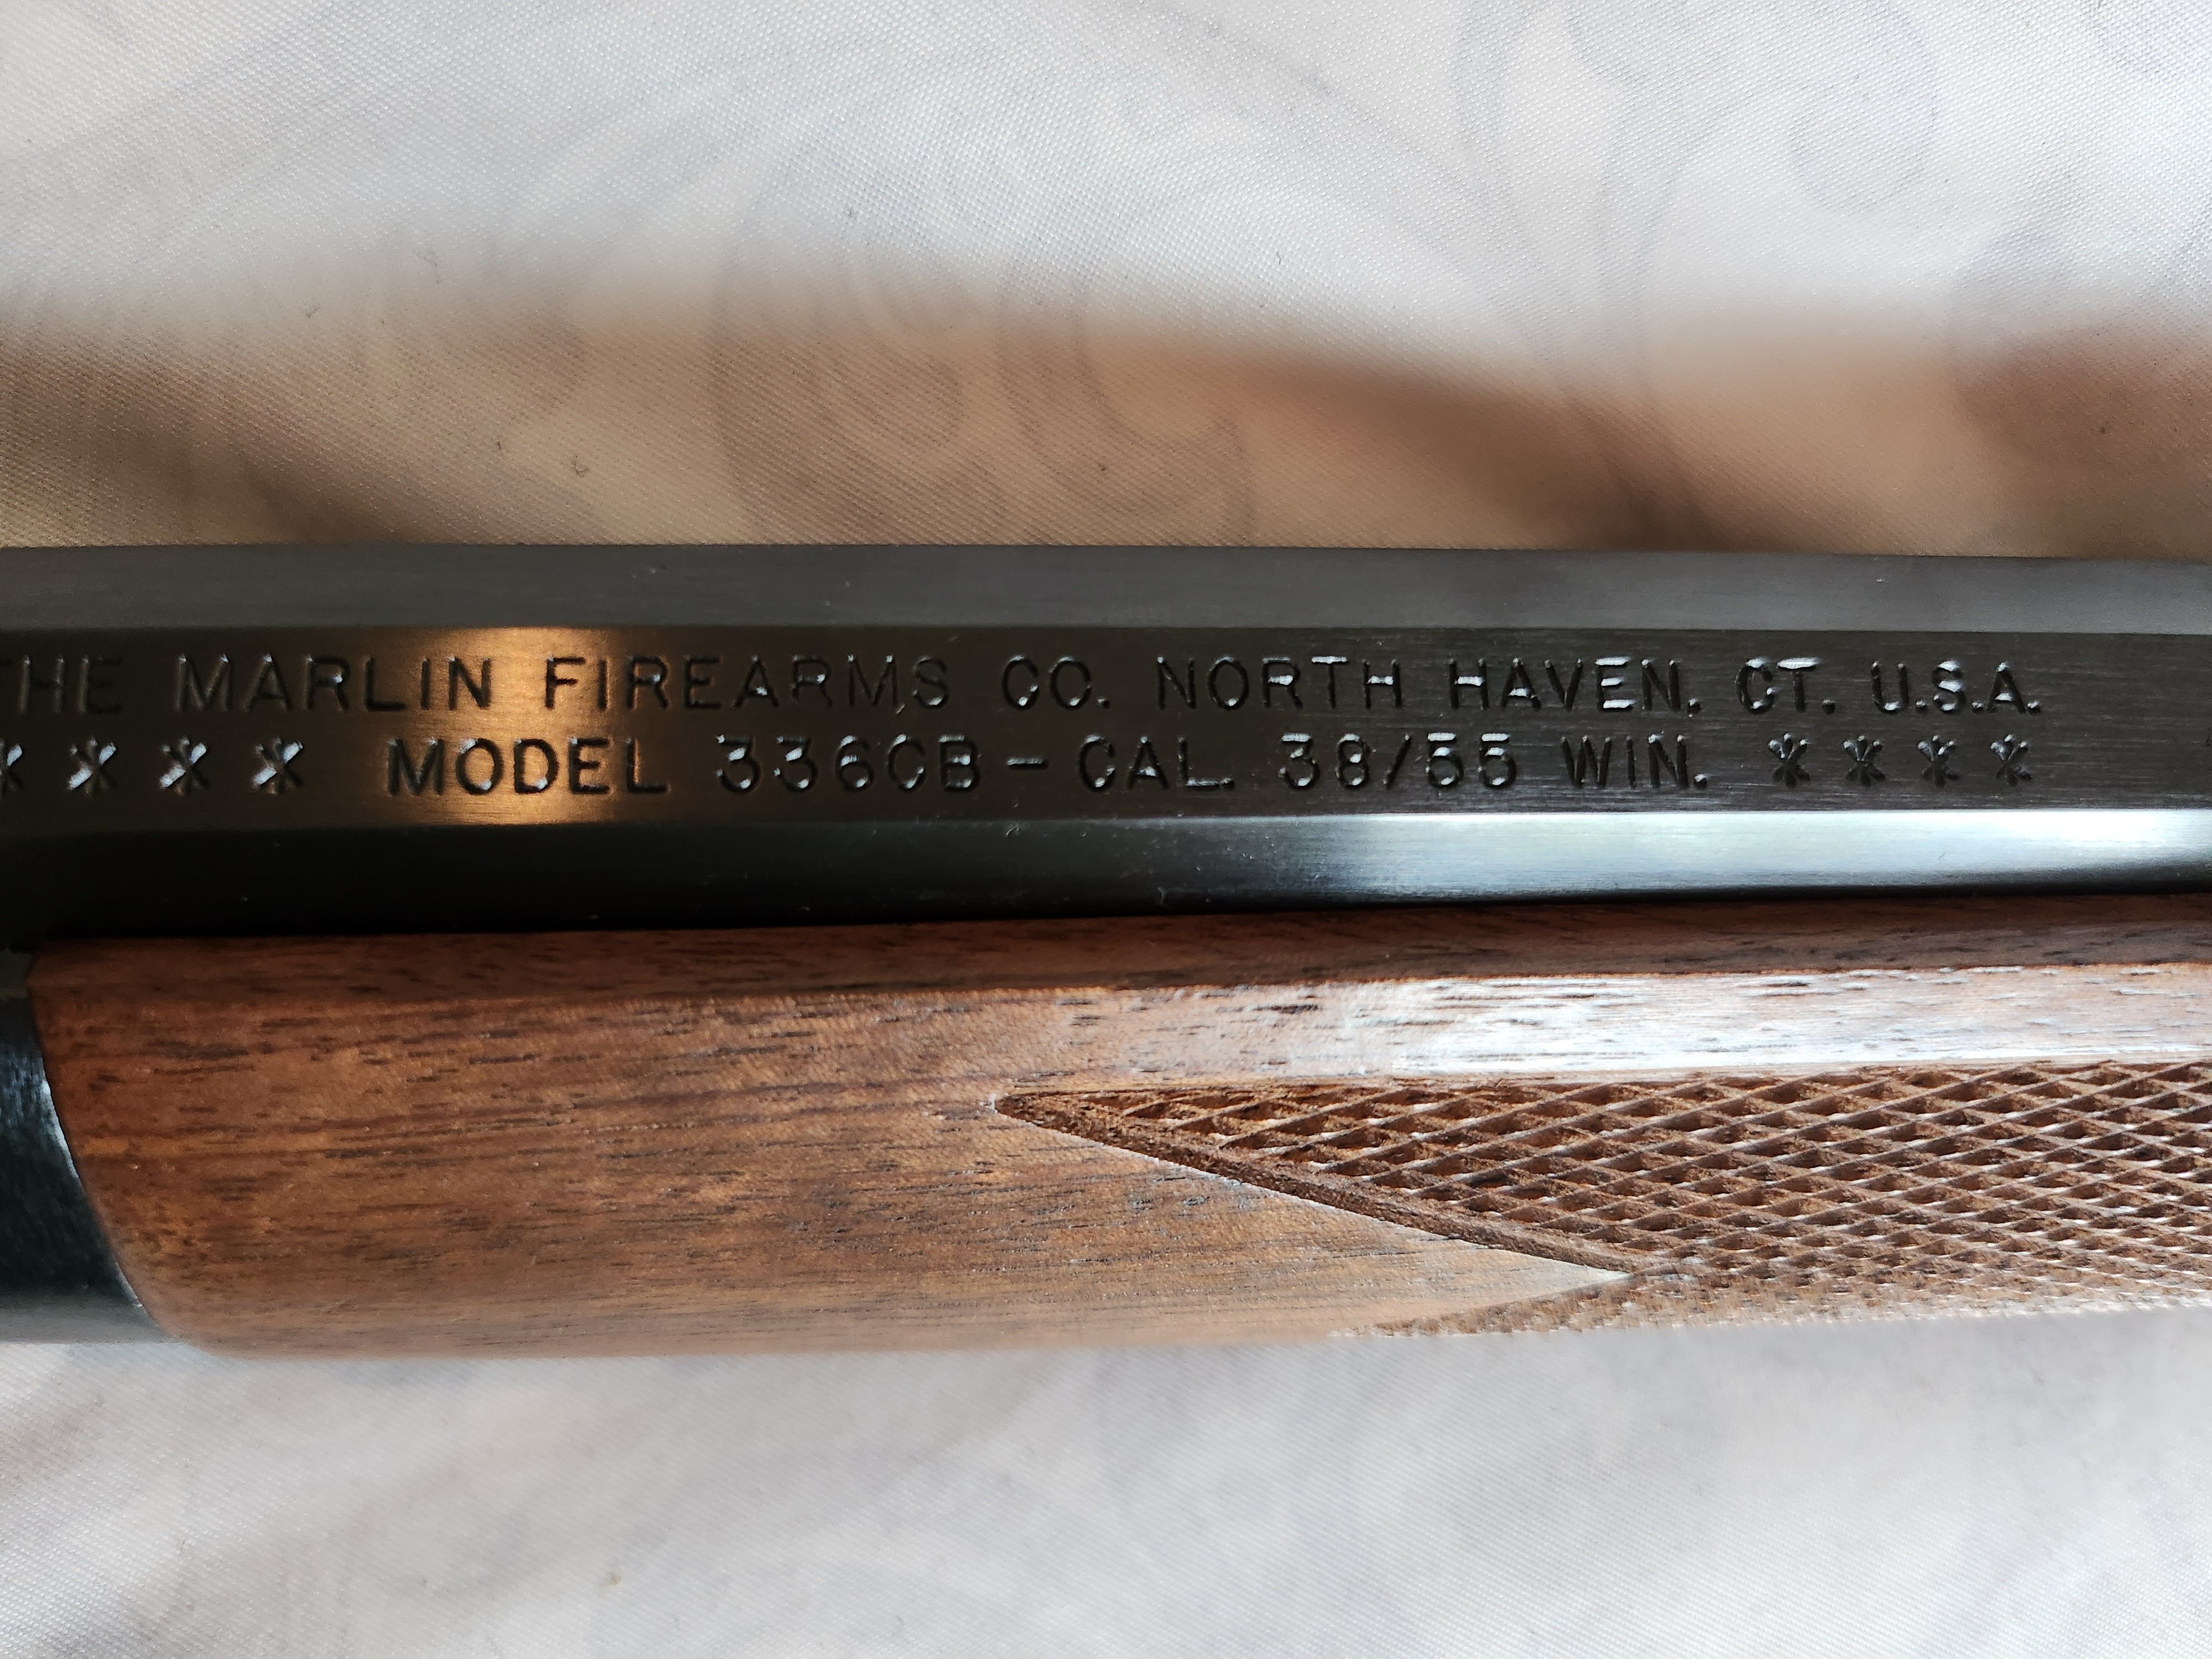 THE MARLIN FIREARMS CO. NORTH HAVEN, CT. U.S.A.
* * * * MODEL 336CB - CAL. 38/55 WIN. * * * *